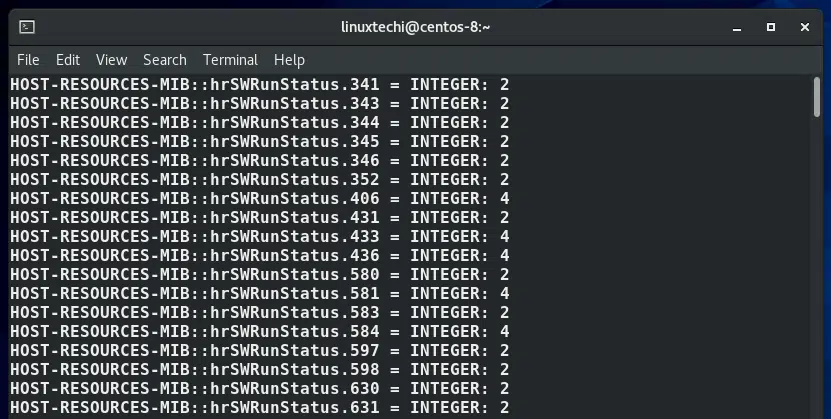 linuxtechi@centos-8:~
File Edit View Search Terminal Help
HOST-RESOURCES-MIB::hrSWRunStatus.341 = INTEGER: 2
HOST-RESOURCES-MIB::hrSWRunStatus.343 = INTEGER: 2
HOST-RESOURCES-MIB::hrSWRunStatus.344 = INTEGER: 2
HOST-RESOURCES-MIB::hrSWRunStatus.345 = INTEGER: 2
HOST-RESOURCES-MIB::hrSWRunStatus.346 = INTEGER: 2
HOST-RESOURCES-MIB::hrSWRunStatus.352 = INTEGER: 2
HOST-RESOURCES-MIB::hrSWRunStatus.406 = INTEGER: 4
HOST-RESOURCES-MIB::hrSWRunStatus.431 = INTEGER: 2
HOST-RESOURCES-MIB::hrSWRunStatus.433 = INTEGER: 4
HOST-RESOURCES-MIB::hrSWRunStatus.436 = INTEGER: 4
HOST-RESOURCES-MIB::hrSWRunStatus.580 = INTEGER: 2
HOST-RESOURCES-MIB::hrSWRunStatus.581 = INTEGER: 4
HOST-RESOURCES-MIB::hrSWRunStatus.583 = INTEGER: 2
HOST-RESOURCES-MIB::hrSWRunStatus.584 = INTEGER: 4
HOST-RESOURCES-MIB::hrSWRunStatus.597 = INTEGER: 2
HOST-RESOURCES-MIB::hrSWRunStatus.598 = INTEGER: 2
HOST-RESOURCES-MIB::hrSWRunStatus.630 = INTEGER: 2
HOST-RESOURCES-MIB::hrSWRunStatus.631 = INTEGER: 2